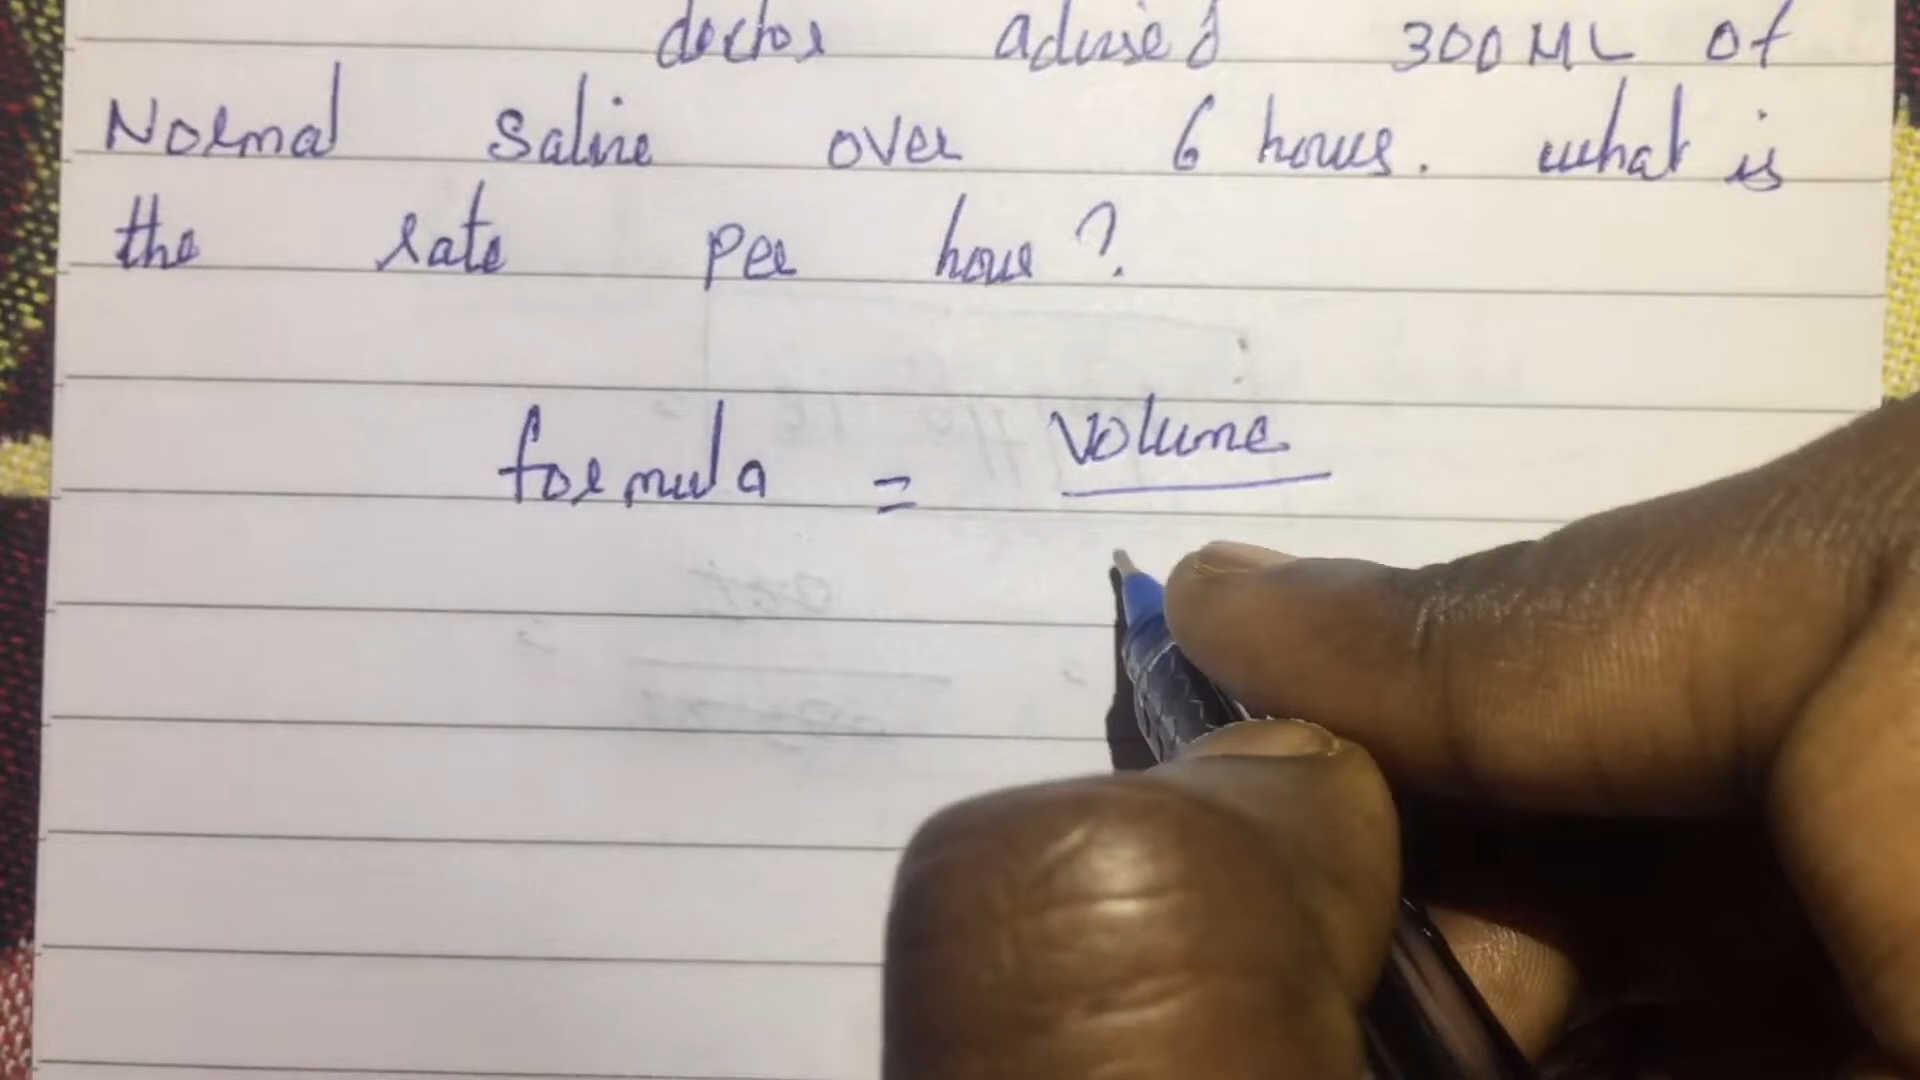 doctor advised 300 ML of
Normal Saline over 6 hours. what is
the rate per hour?
formula = Volume